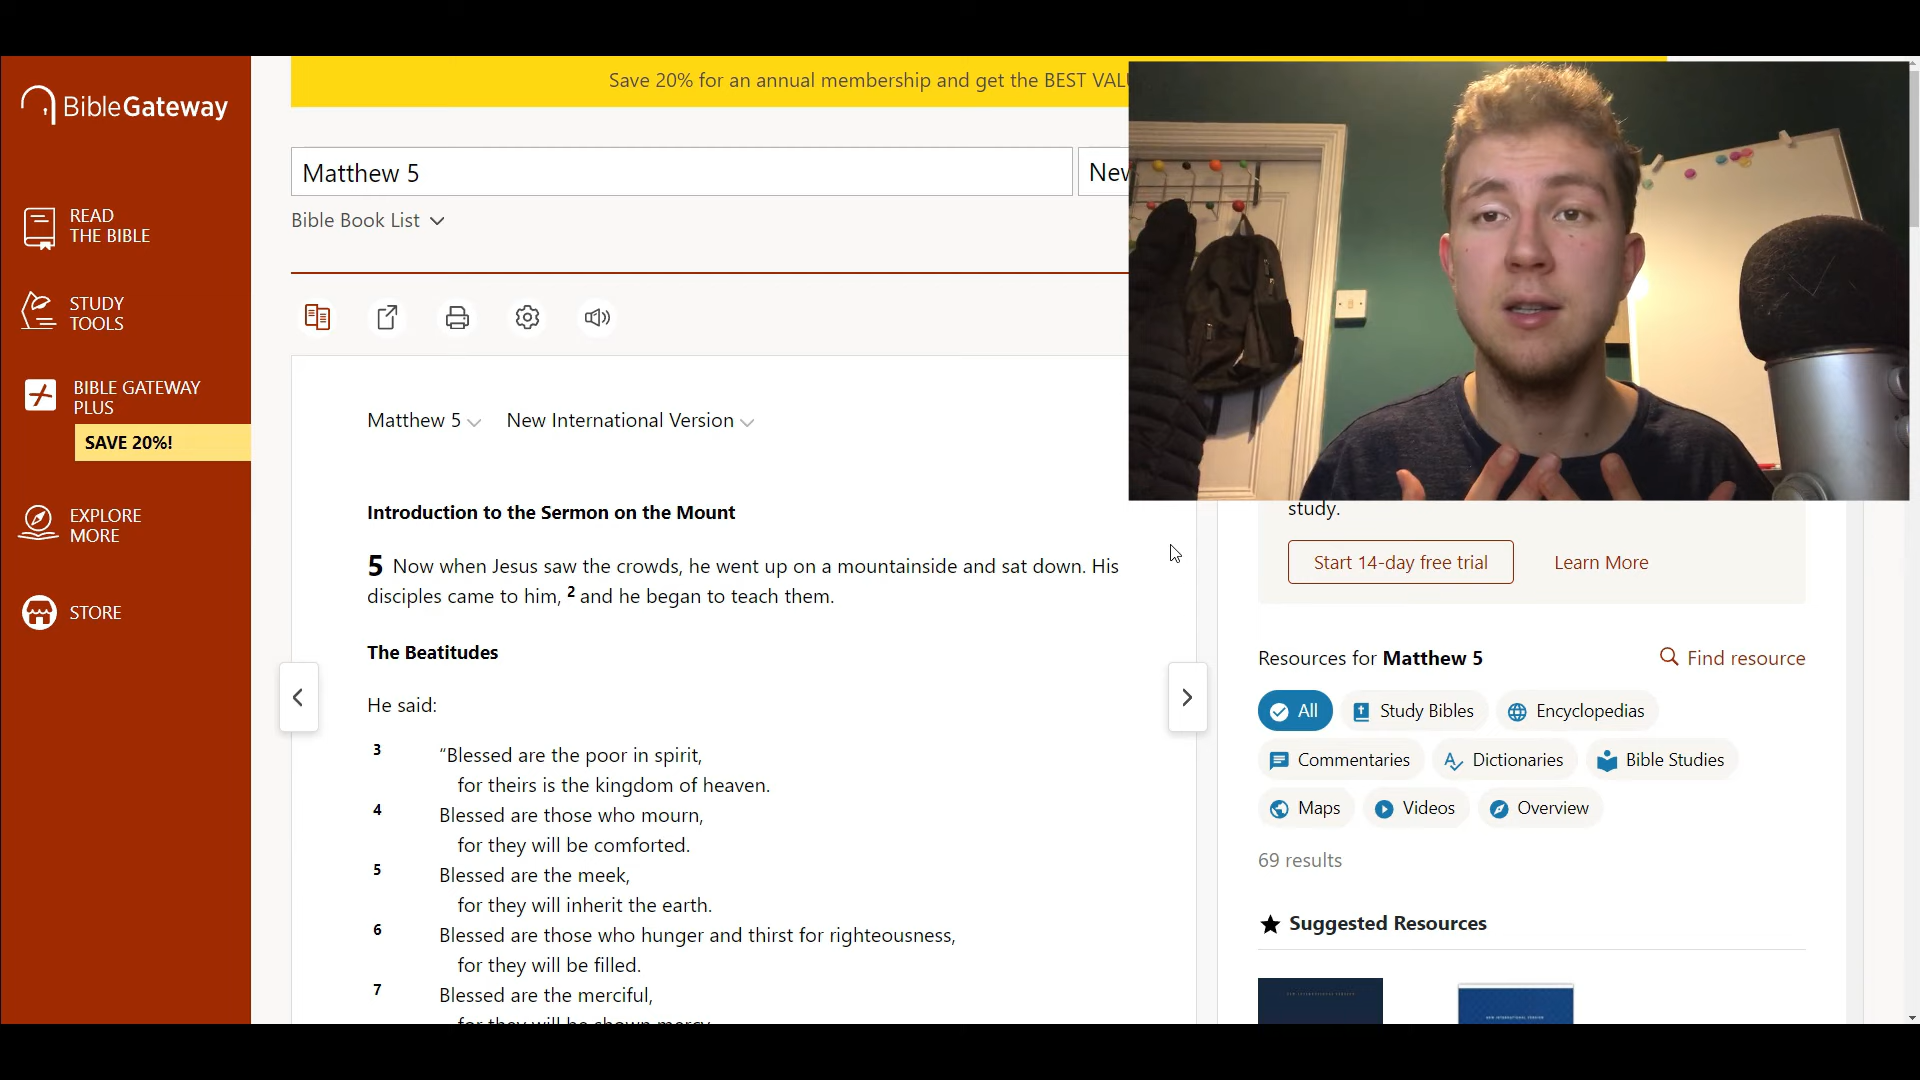 BibleGateway
READ
THE BIBLE
STUDY
TOOLS
BIBLE GATEWAY
PLUS
SAVE 20%!
EXPLORE
MORE
STORE
Save 20% for an annual membership and get the BEST
Matthew 5
Bible Book List
Matthew 5 New International Version
Introduction to the Sermon on the Mount
5 Now when Jesus saw the crowds, he went up on a mountainside and sat down. His
disciples came to him, 2 and he began to teach them.
The Beatitudes
He said:
3 “Blessed are the poor in spirit,
for theirs is the kingdom of heaven.
4 Blessed are those who mourn,
for they will be comforted.
5 Blessed are the meek,
for they will inherit the earth.
6 Blessed are those who hunger and thirst for righteousness,
for they will be filled.
7 Blessed are the merciful,
for they will be shown mercy
study.
Start 14-day free trial Learn More
Resources for Matthew 5 Find resource
All Study Bibles Encyclopedias
Commentaries Dictionaries Bible Studies
Maps Videos Overview
69 results
Suggested Resources